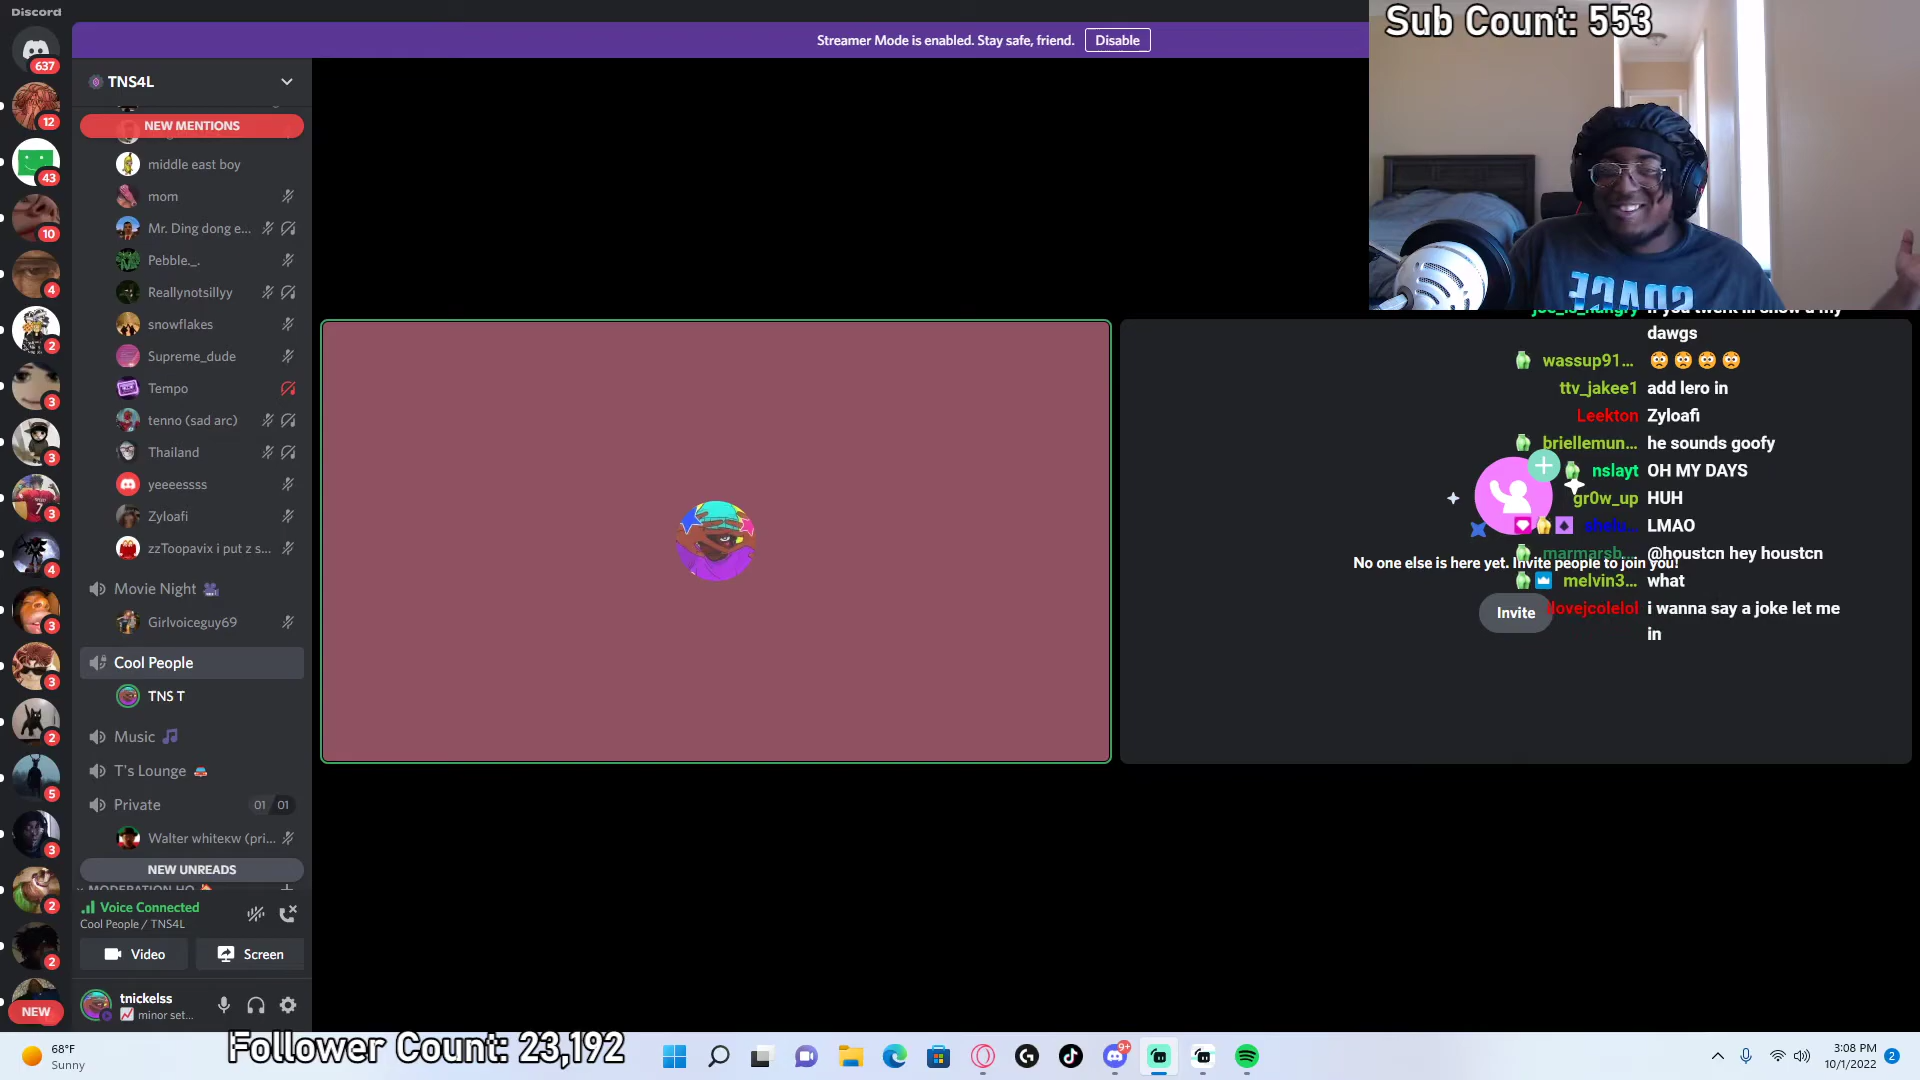 Discord
637
Streamer Mode is enabled. Stay safe, friend.
Disable
Sub Count: 553
TNS4L
NEW MENTIONS
12
43
10
4
2
3
3
3
4
3
3
2
5
3
2
2
NEW
middle east boy
mom
Mr. Ding dong e...
Pebble._.
Reallynotsillyy
snowflakes
Supreme_dude
Tempo
tenno (sad arc)
Thailand
yeeeessss
Zyloafi
zzToopavix i put z s...
Movie Night
Girlvoiceguy69
Cool People
TNS T
Music
T's Lounge
Private 01 01
Walter whiteкw (pri...
NEW UNREADS
Voice Connected
Cool People / TNS4L
Video
Screen
tnickelss
minor set...
SPACE
dawgs
wassup91...
ttv_jakee1 add lero in
Leekton Zyloafi
briellemun... he sounds goofy
nslayt OH MY DAYS
gr0w_up HUH
LMAO
marmarsb... @houstcn hey houstcn
No one else is here yet. Invite people to join you!
melvin3... what
Invite
ilovejcolelol i wanna say a joke let me
in
68°F
Sunny
Follower Count: 23,192
9+
3:08 PM
10/1/2022
2